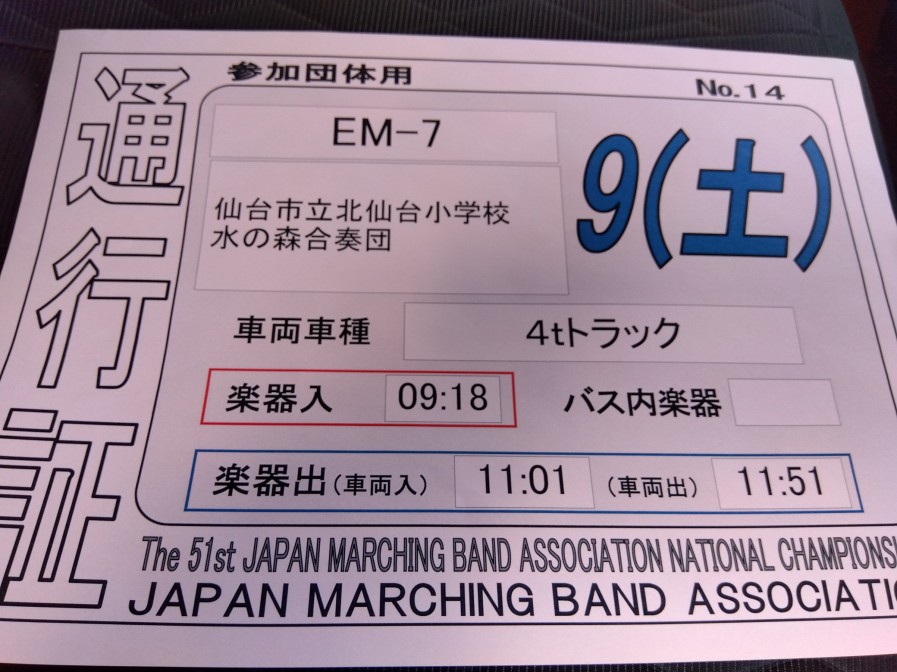 通行証
参加団体用
No.14
EM-7
9(土)
仙台市立北仙台小学校
水の森合奏団
車両車種 4tトラック
楽器入 09:18 バス内楽器
楽器出(車両入) 11:01 (車両出) 11:51
The 51st JAPAN MARCHING BAND ASSOCIATION NATIONAL
JAPAN MARCHING BAND